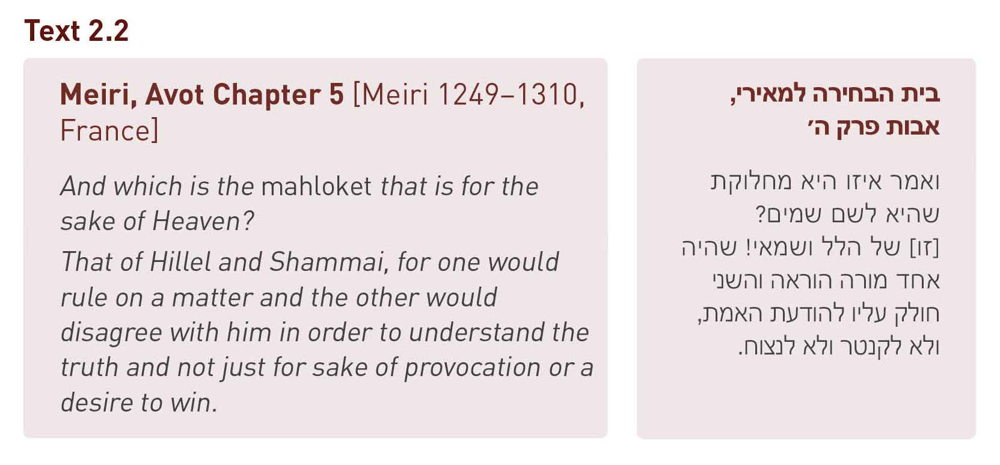 Text 2.2
Meiri, Avot Chapter 5 [Meiri 1249–1310,
France]
And which is the mahloket that is for the
sake of Heaven?
That of Hillel and Shammai, for one would
rule on a matter and the other would
disagree with him in order to understand the
truth and not just for sake of provocation or a
desire to win.
בית הבחירה למאירי,
אבות פרק ה׳
ואמר איזו היא מחלוקת
שהיא לשם שמים?
[זו] של הלל ושמאי! שהיה
אחד מורה הוראה והשני
חולק עליו להודעת האמת,
ולא לקנטר ולא לנצוח.